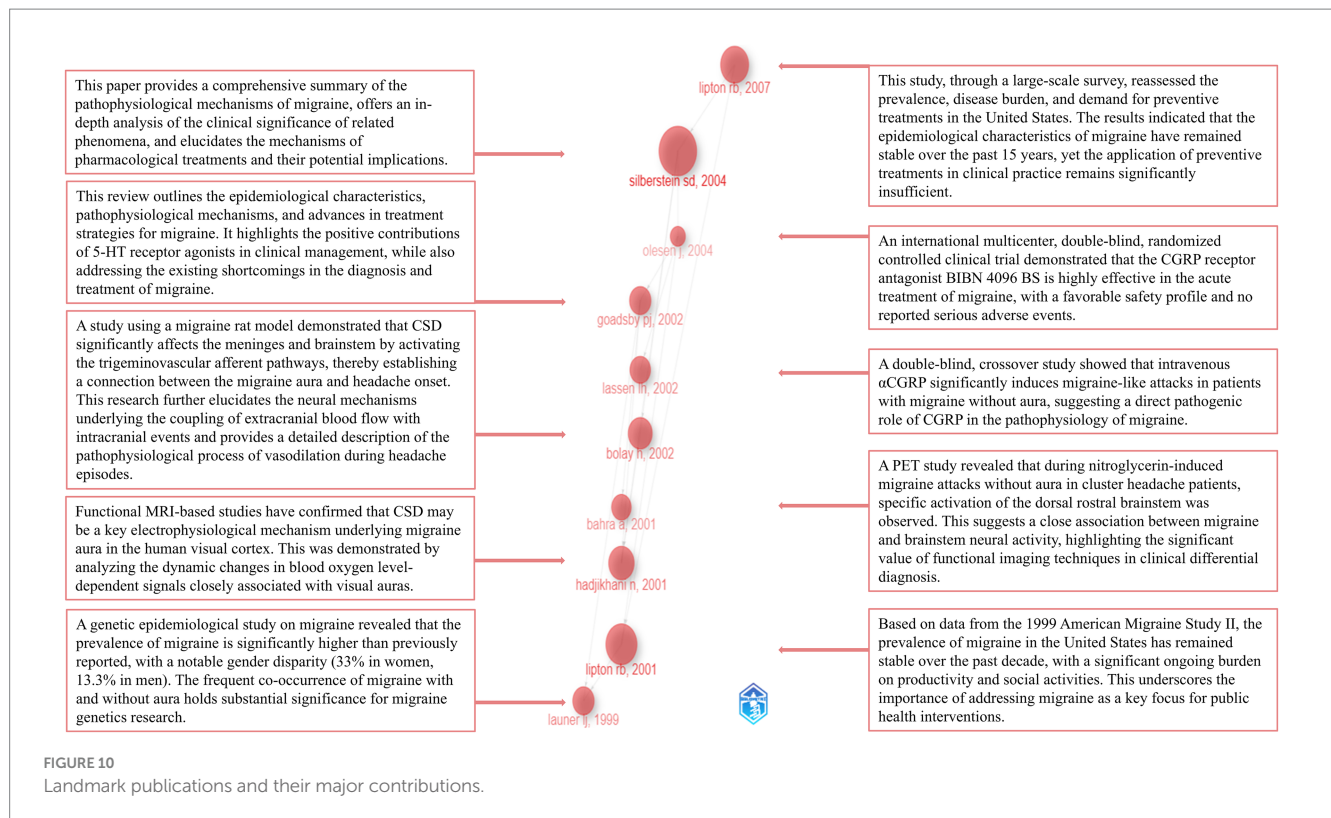 This paper provides a comprehensive summary of the
pathophysiological mechanisms of migraine, offers an in-
depth analysis of the clinical significance of related
phenomena, and elucidates the mechanisms of
pharmacological treatments and their potential implications.
This review outlines the epidemiological characteristics,
pathophysiological mechanisms, and advances in treatment
strategies for migraine. It highlights the positive contributions
of 5-HT receptor agonists in clinical management, while also
addressing the existing shortcomings in the diagnosis and
treatment of migraine.
A study using a migraine rat model demonstrated that CSD
significantly affects the meninges and brainstem by activating
the trigeminovascular afferent pathways, thereby establishing
a connection between the migraine aura and headache onset.
This research further elucidates the neural mechanisms
underlying the coupling of extracranial blood flow with
intracranial events and provides a detailed description of the
pathophysiological process of vasodilation during headache
episodes.
Functional MRI-based studies have confirmed that CSD may
be a key electrophysiological mechanism underlying migraine
aura in the human visual cortex. This was demonstrated by
analyzing the dynamic changes in blood oxygen level-
dependent signals closely associated with visual auras.
A genetic epidemiological study on migraine revealed that the
prevalence of migraine is significantly higher than previously
reported, with a notable gender disparity (33% in women,
13.3% in men). The frequent co-occurrence of migraine with
and without aura holds substantial significance for migraine
genetics research.
lipton rb, 2007
silberstein sd, 2004
olesen j, 2004
goadsby pj, 2002
lassen lh, 2002
bolay h, 2002
bahra a, 2001
hadjikhani n, 2001
lipton rb, 2001
launer lj, 1999
This study, through a large-scale survey, reassessed the
prevalence, disease burden, and demand for preventive
treatments in the United States. The results indicated that the
epidemiological characteristics of migraine have remained
stable over the past 15 years, yet the application of preventive
treatments in clinical practice remains significantly
insufficient.
An international multicenter, double-blind, randomized
controlled clinical trial demonstrated that the CGRP receptor
antagonist BIBN 4096 BS is highly effective in the acute
treatment of migraine, with a favorable safety profile and no
reported serious adverse events.
A double-blind, crossover study showed that intravenous
αCGRP significantly induces migraine-like attacks in patients
with migraine without aura, suggesting a direct pathogenic
role of CGRP in the pathophysiology of migraine.
A PET study revealed that during nitroglycerin-induced
migraine attacks without aura in cluster headache patients,
specific activation of the dorsal rostral brainstem was
observed. This suggests a close association between migraine
and brainstem neural activity, highlighting the significant
value of functional imaging techniques in clinical differential
diagnosis.
Based on data from the 1999 American Migraine Study II, the
prevalence of migraine in the United States has remained
stable over the past decade, with a significant ongoing burden
on productivity and social activities. This underscores the
importance of addressing migraine as a key focus for public
health interventions.
FIGURE 10
Landmark publications and their major contributions.